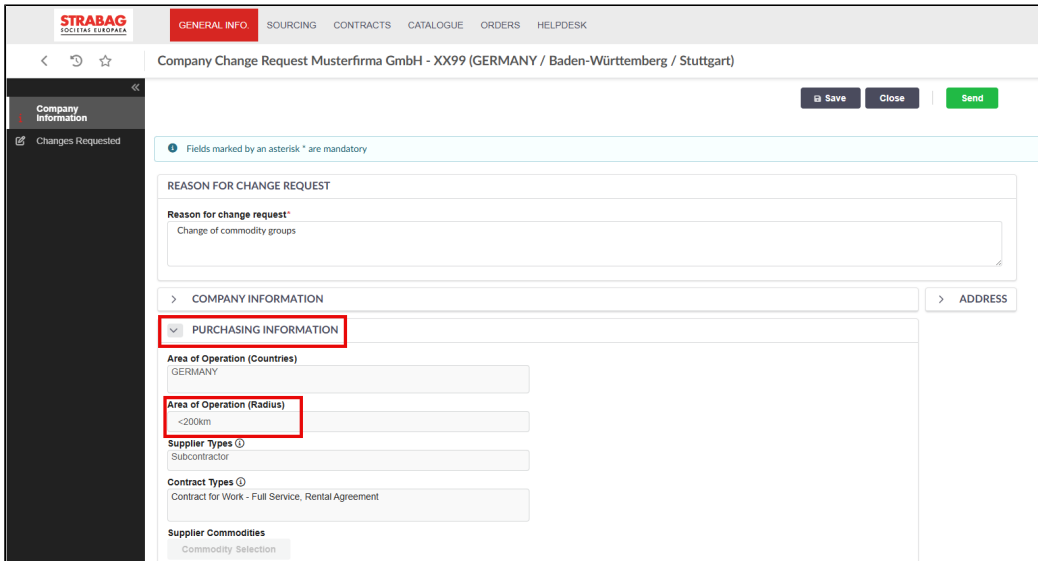 STRABAG
SOCIETAS EUROPAEA
GENERAL INFO. SOURCING CONTRACTS CATALOGUE ORDERS HELPDESK
Company Change Request Musterfirma GmbH - XX99 (GERMANY / Baden-Württemberg / Stuttgart)
Company
Information
Changes Requested
Save Close Send
Fields marked by an asterisk * are mandatory
REASON FOR CHANGE REQUEST
Reason for change request*
Change of commodity groups
COMPANY INFORMATION
ADDRESS
PURCHASING INFORMATION
Area of Operation (Countries)
GERMANY
Area of Operation (Radius)
<200km
Supplier Types
Subcontractor
Contract Types
Contract for Work - Full Service, Rental Agreement
Supplier Commodities
Commodity Selection